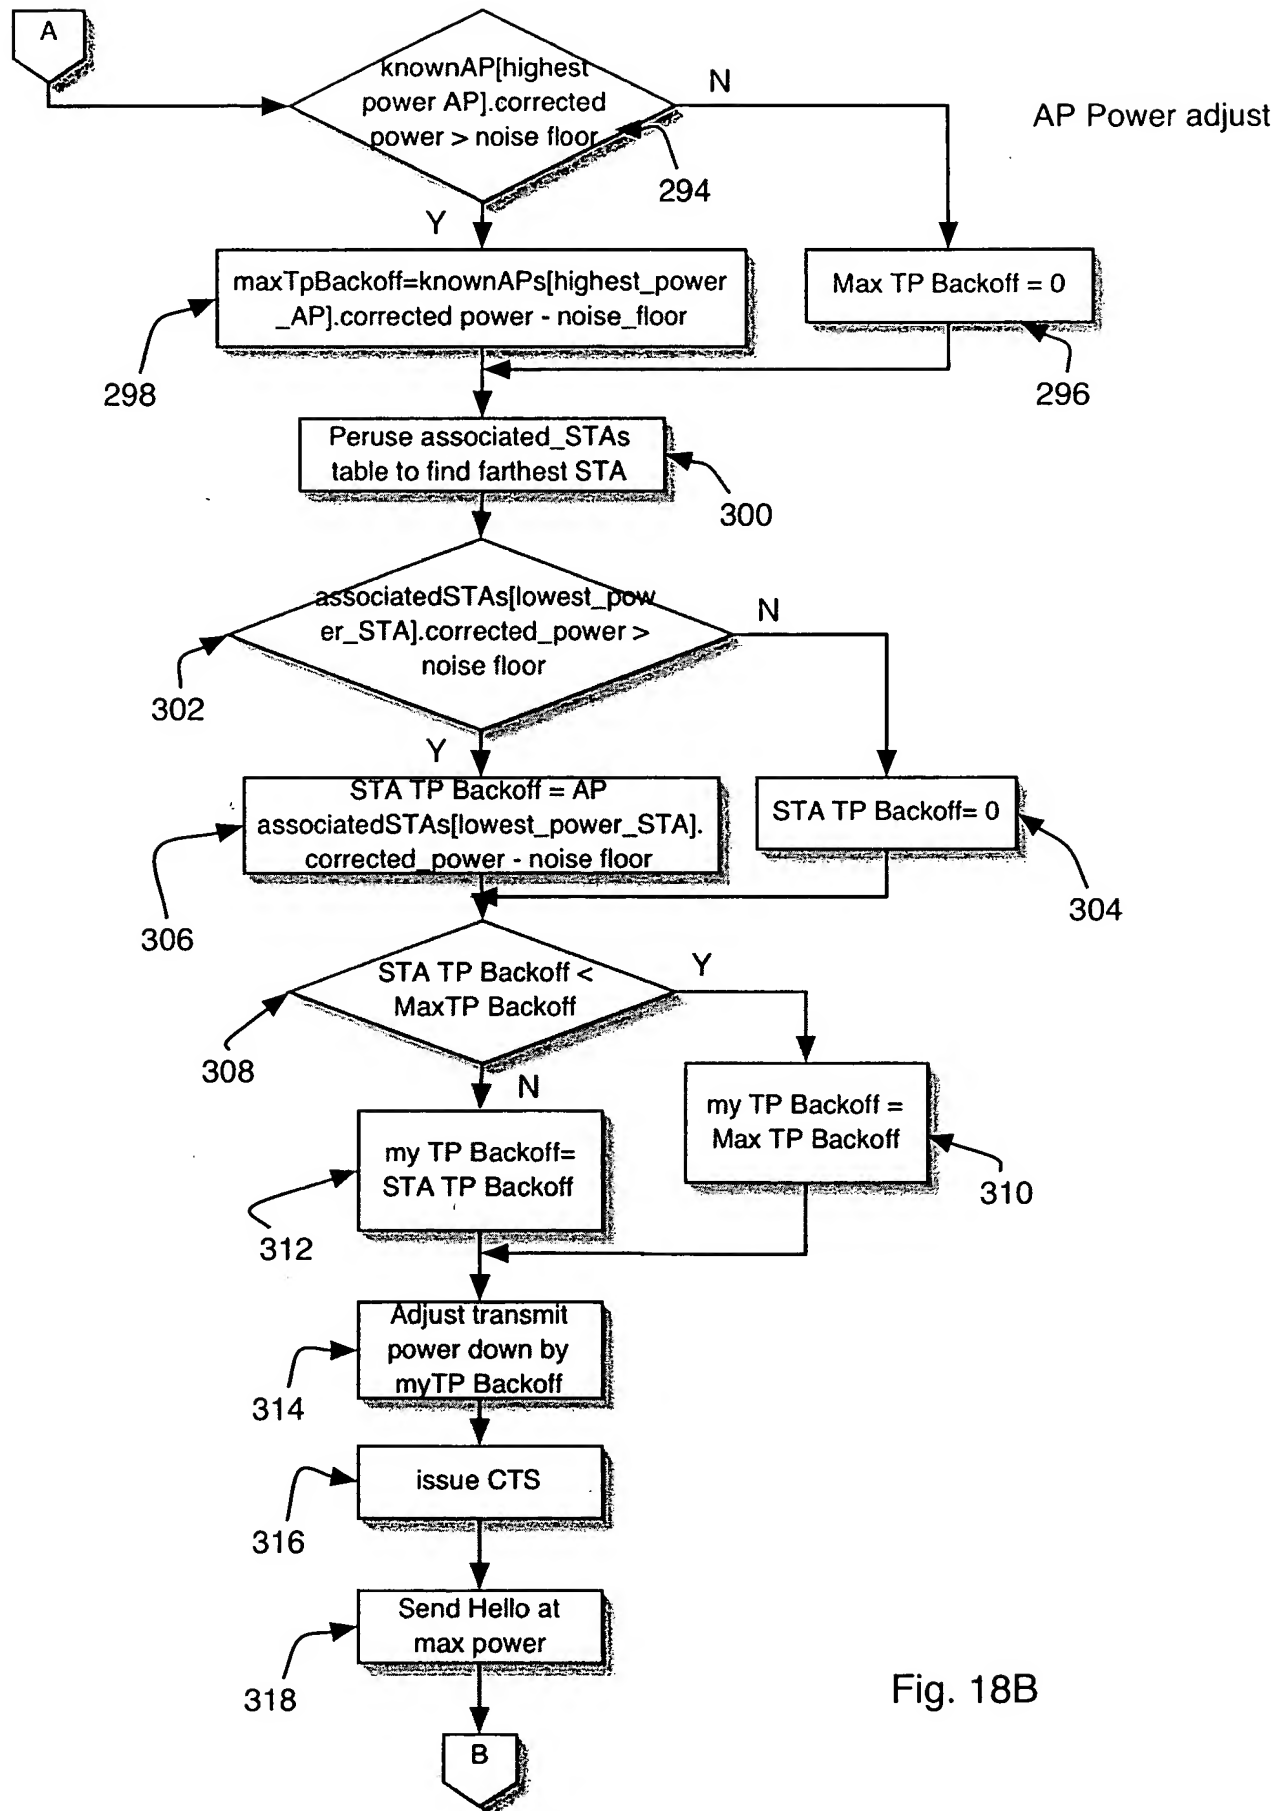 A
knownAP[highest
power AP].corrected
power > noise floor
N
AP Power adjust
294
Y
maxTpBackoff=knownAPs[highest_power
_AP].corrected power - noise_floor
Max TP Backoff = 0
298
296
Peruse associated_STAs
table to find farthest STA
300
associatedSTAs[lowest_pow
er_STA].corrected_power >
noise floor
N
302
Y
STA TP Backoff = AP
associatedSTAs[lowest_power_STA].
corrected_power - noise floor
STA TP Backoff= 0
306
304
STA TP Backoff <
MaxTP Backoff
Y
308
N
my TP Backoff =
Max TP Backoff
my TP Backoff=
STA TP Backoff
310
312
Adjust transmit
power down by
myTP Backoff
314
issue CTS
316
Send Hello at
max power
318
Fig. 18B
B